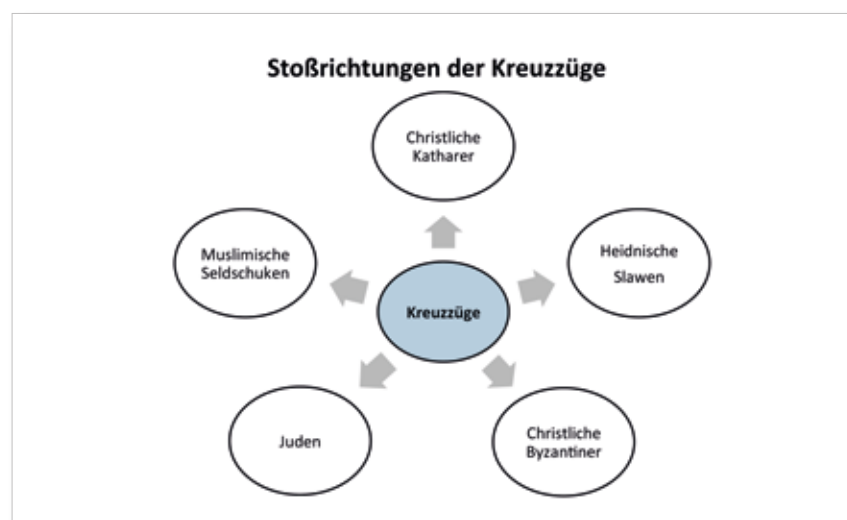 Stoßrichtungen der Kreuzzüge
Christliche
Katharer
Muslimische
Seldschuken
Heidnische
Slawen
Kreuzzüge
Juden
Christliche
Byzantiner